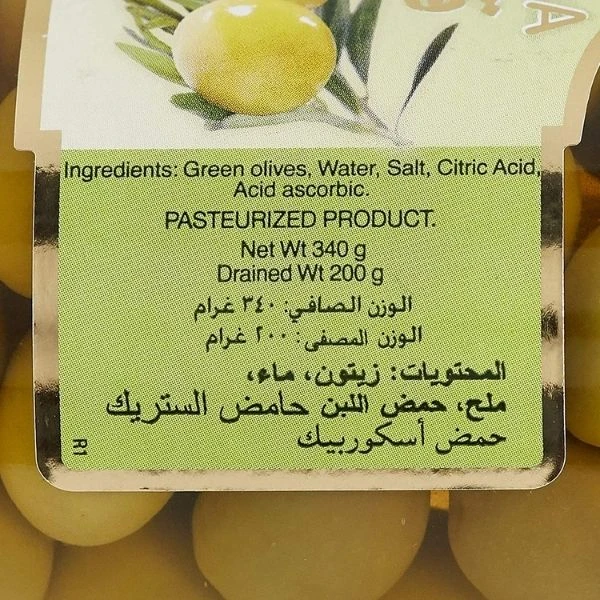 Ingredients: Green olives, Water, Salt, Citric Acid,
Acid ascorbic.
PASTEURIZED PRODUCT.
Net Wt 340 g
Drained Wt 200 g
الوزن الصافي: ٣٤٠ غرام
الوزن المصفى: ٢٠٠ غرام
المحتويات: زيتون، ماء،
ملح، حمض اللبن حامض الستريك
حمض أسكوربيك
R1